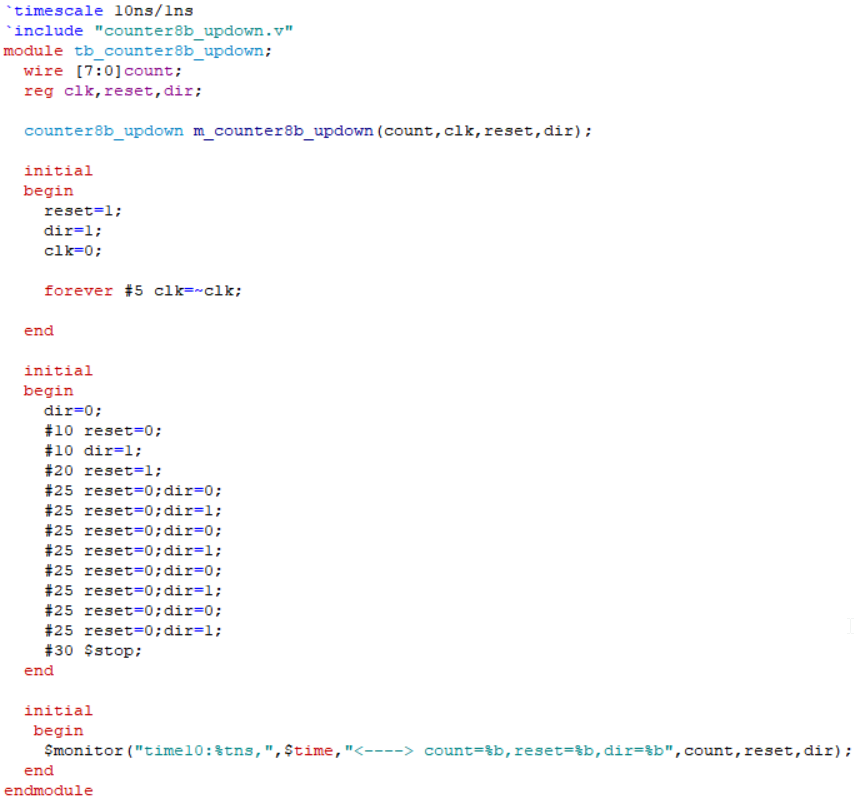 `timescale 10ns/1ns
`include "counter8b_updown.v"
module tb_counter8b_updown;
wire [7:0]count;
reg clk,reset,dir;
counter8b_updown m_counter8b_updown(count,clk,reset,dir);
initial
begin
reset=1;
dir=1;
clk=0;
forever #5 clk=~clk;
end
initial
begin
dir=0;
#10 reset=0;
#10 dir=1;
#20 reset=1;
#25 reset=0;dir=0;
#25 reset=0;dir=1;
#25 reset=0;dir=0;
#25 reset=0;dir=1;
#25 reset=0;dir=0;
#25 reset=0;dir=1;
#25 reset=0;dir=0;
#25 reset=0;dir=1;
#30 $stop;
end
initial
begin
$monitor("time10:%tns,",$time,"<----> count=%b,reset=%b,dir=%b",count,reset,dir);
end
endmodule